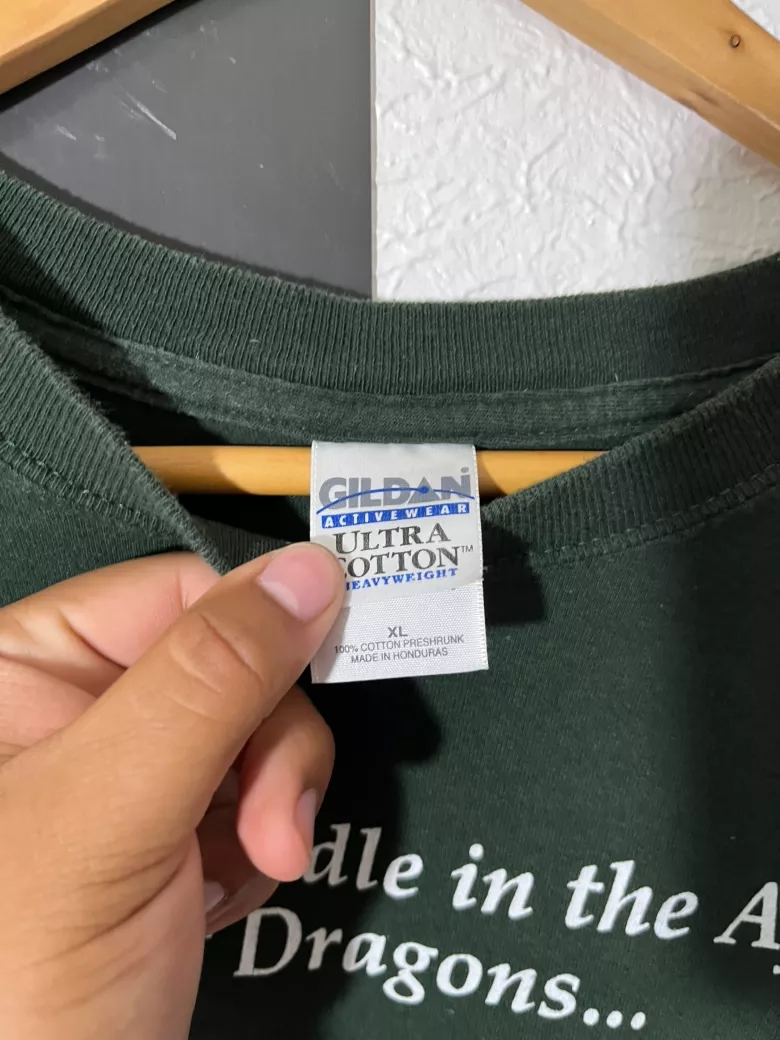 GILDAN
ACTIVEWEAR
ULTRA
COTTON™
HEAVYWEIGHT
XL
100% COTTON PRESHRUNK
MADE IN HONDURAS
dle in the A
Dragons...